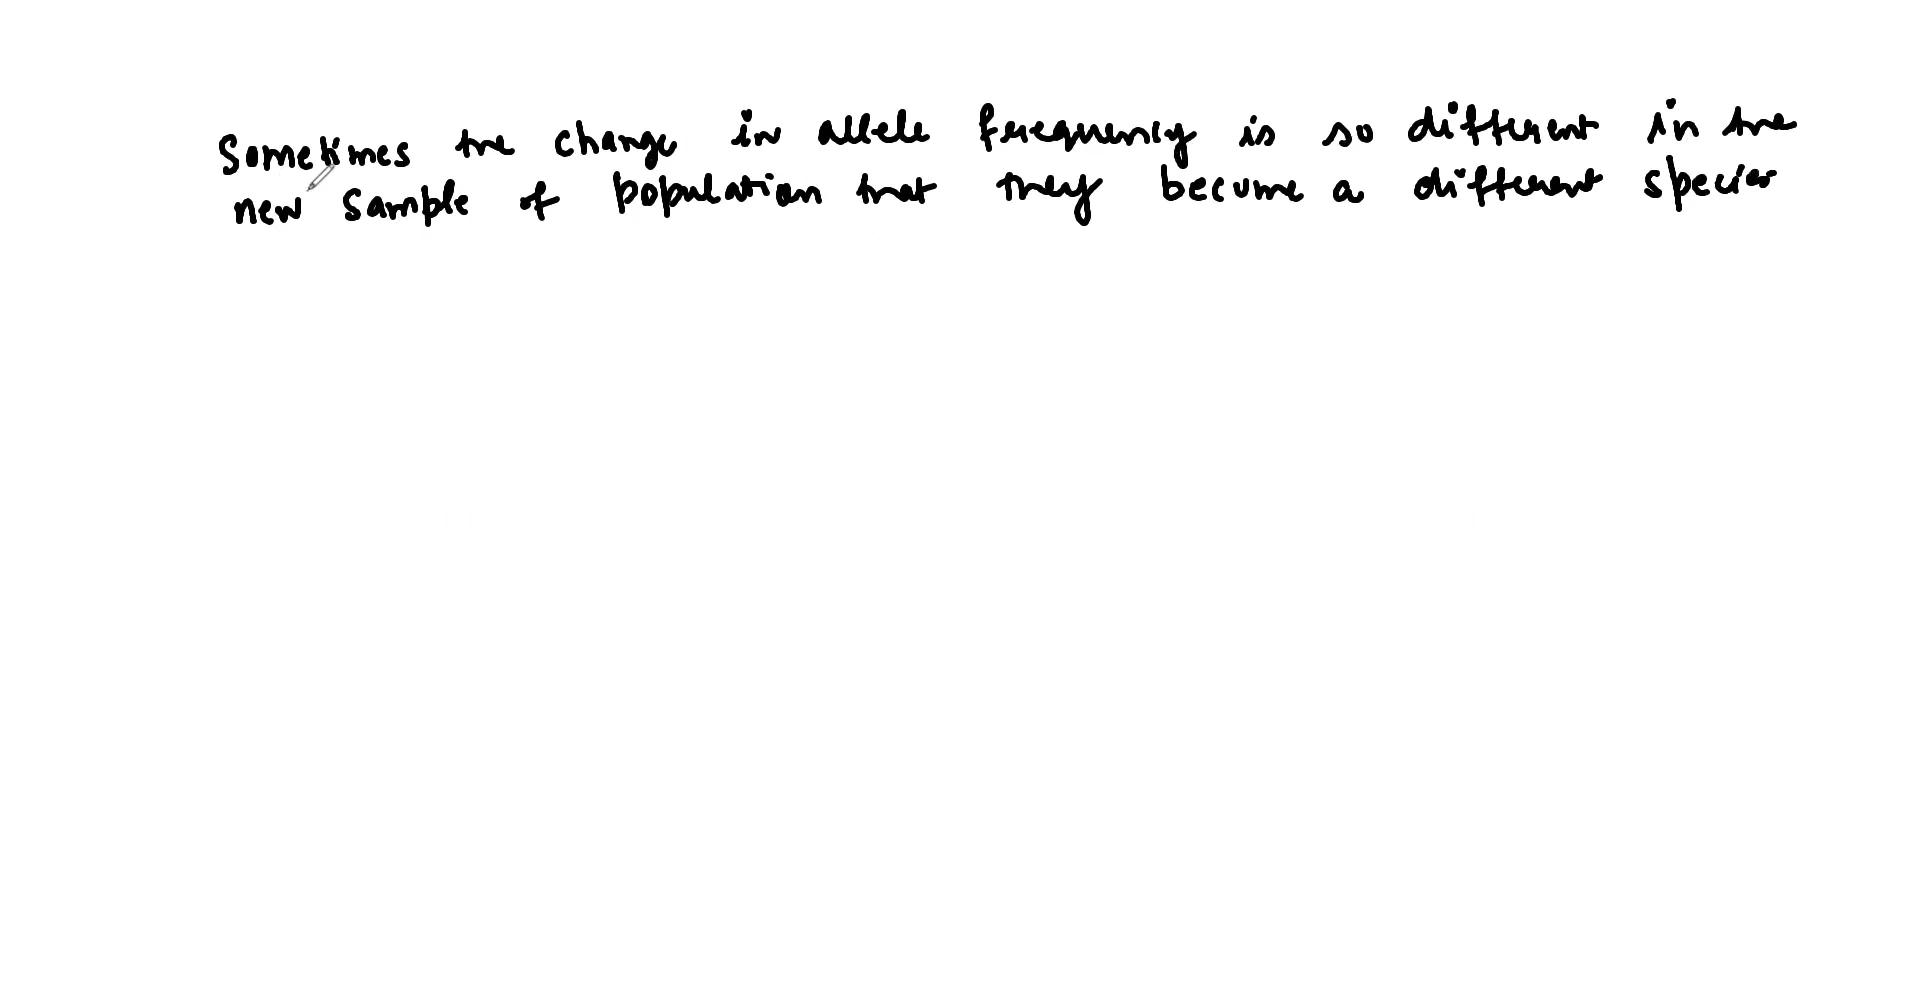 Sometimes the change in allele frequency is so different in the
new sample of population that they become a different species